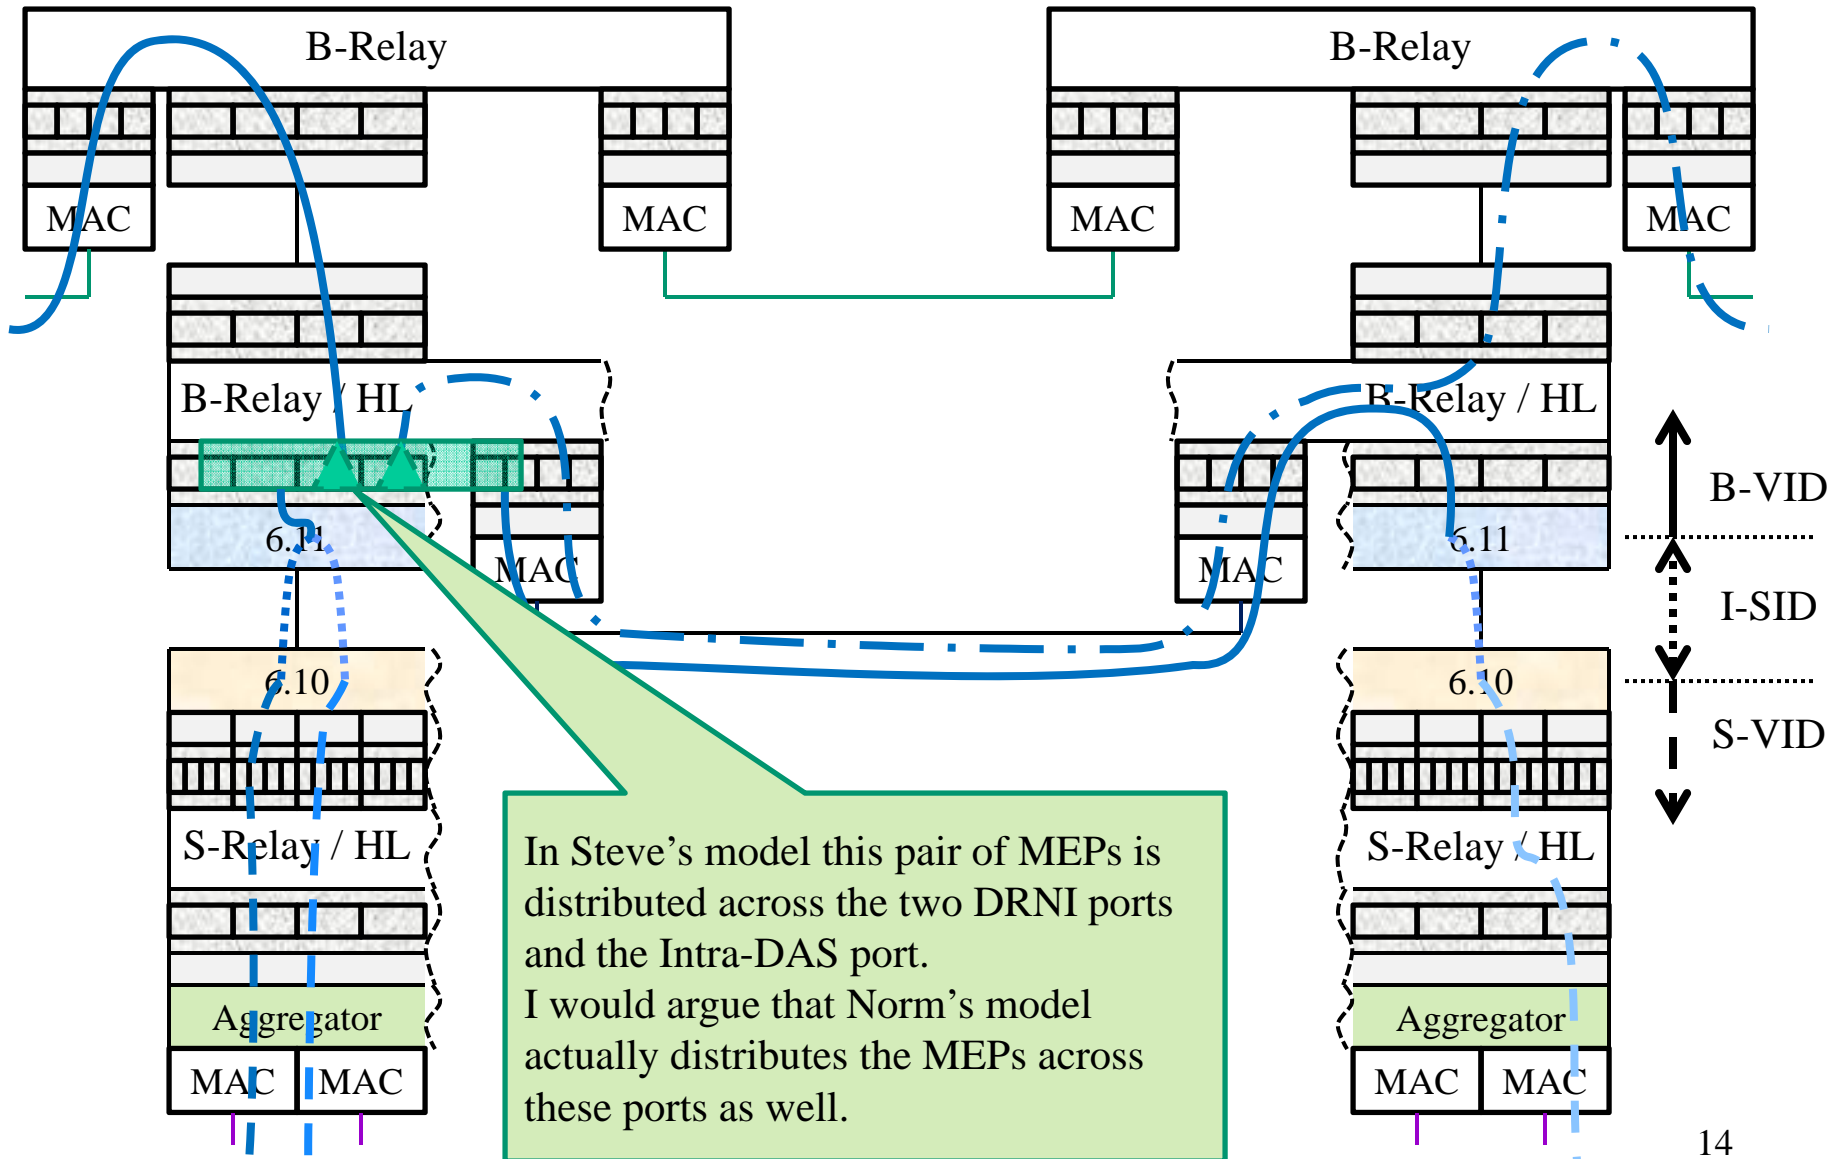 B-Relay
B-Relay
MAC
MAC
MAC
MAC
B-Relay / HL
B-Relay / HL
B-VID
6.11
6.11
MAC
MAC
I-SID
6.10
6.10
S-VID
S-Relay / HL
S-Relay / HL
In Steve’s model this pair of MEPs is
distributed across the two DRNI ports
and the Intra-DAS port.
I would argue that Norm’s model
actually distributes the MEPs across
these ports as well.
Aggregator
Aggregator
MAC
MAC
MAC
MAC
14